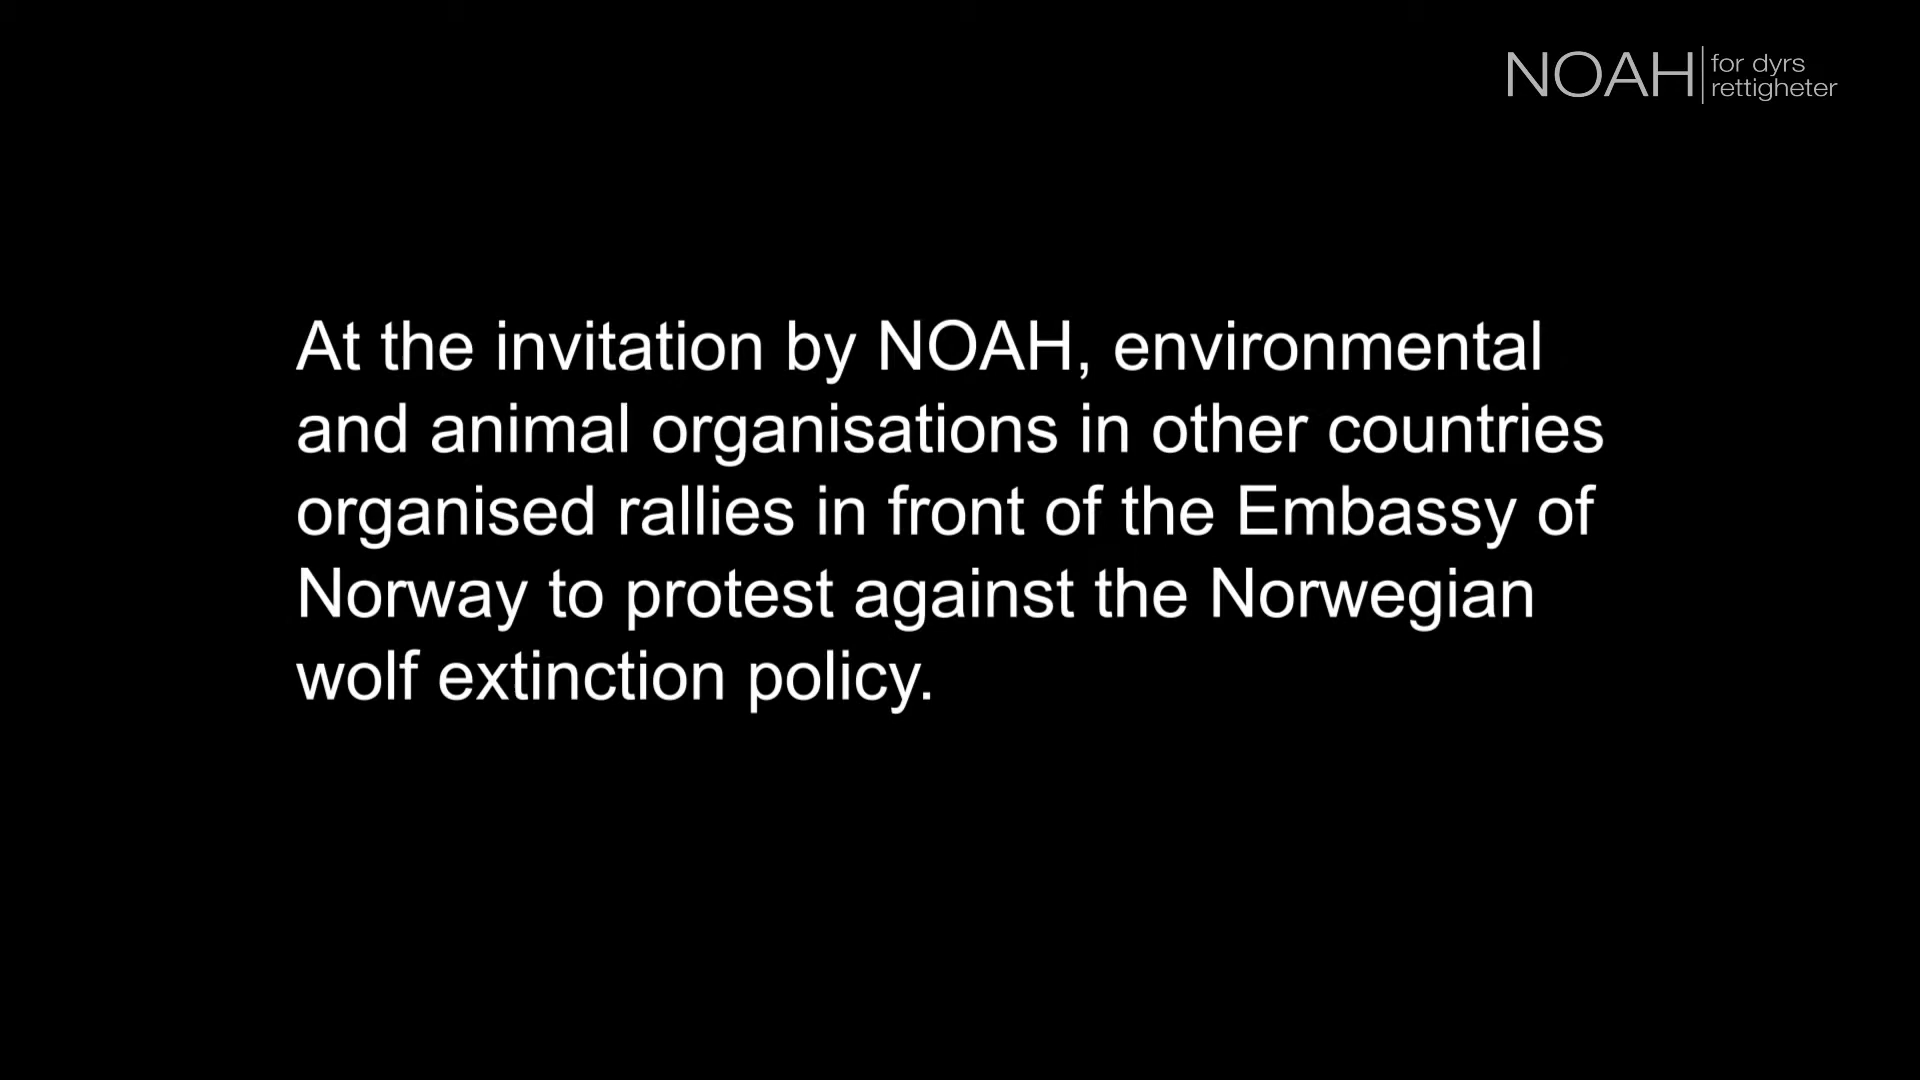 NOAH
for dyrs
rettigheter
At the invitation by NOAH, environmental
and animal organisations in other countries
organised rallies in front of the Embassy of
Norway to protest against the Norwegian
wolf extinction policy.